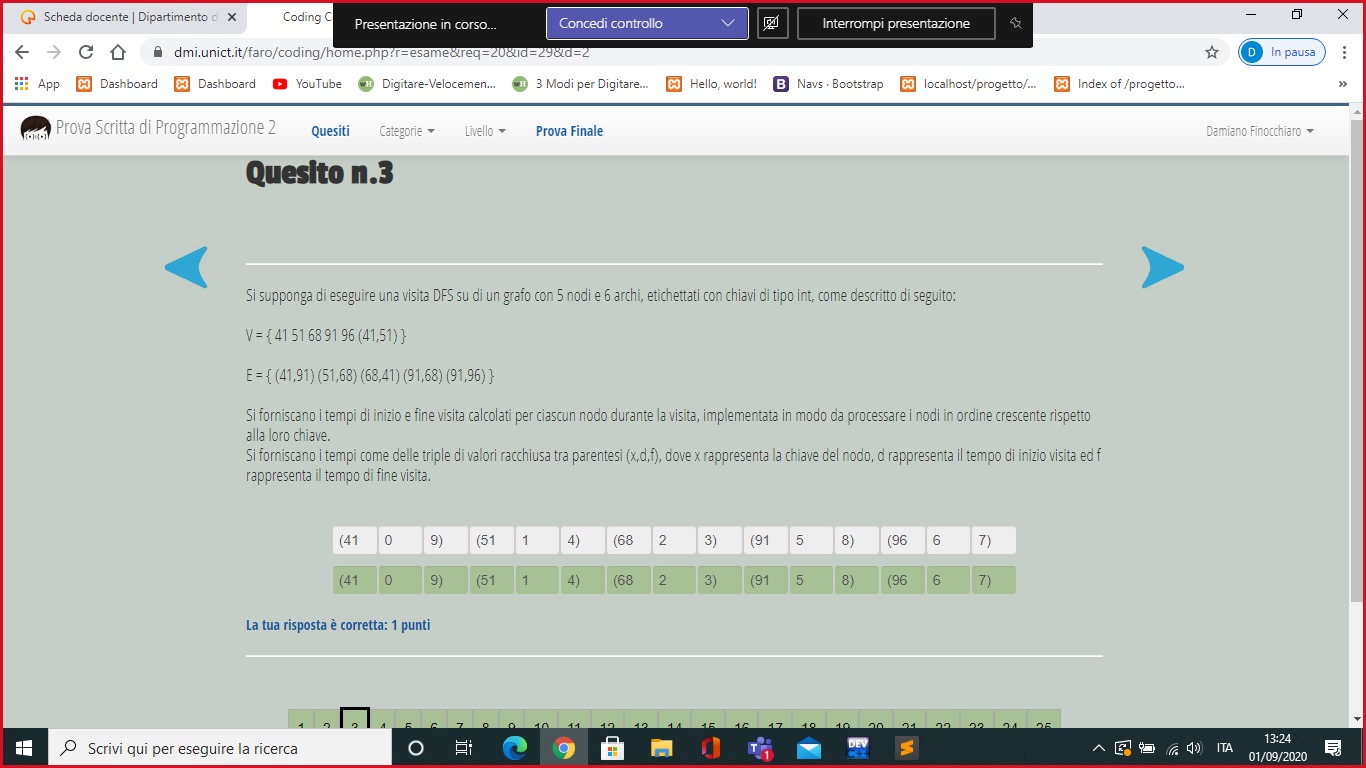 Scheda docente | Dipartimento d
Coding C
Presentazione in corso...
Concedi controllo
Interrompi presentazione
dmi.unict.it/faro/coding/home.php?r=esame&req=20&id=29&d=2
D In pausa
App Dashboard Dashboard YouTube Digitare-Velocemen... 3 Modi per Digitare... Hello, world! Navs · Bootstrap localhost/progetto/... Index of /progetto... »
Prova Scritta di Programmazione 2 Quesiti Categorie Livello Prova Finale Damiano Finocchiaro
Quesito n.3
Si supponga di eseguire una visita DFS su di un grafo con 5 nodi e 6 archi, etichettati con chiavi di tipo int, come descritto di seguito:
V = { 41 51 68 91 96 (41,51) }
E = { (41,91) (51,68) (68,41) (91,68) (91,96) }
Si forniscano i tempi di inizio e fine visita calcolati per ciascun nodo durante la visita, implementata in modo da processare i nodi in ordine crescente rispetto
alla loro chiave.
Si forniscano i tempi come delle triple di valori racchiusa tra parentesi (x,d,f), dove x rappresenta la chiave del nodo, d rappresenta il tempo di inizio visita ed f
rappresenta il tempo di fine visita.
(41 0 9) (51 1 4) (68 2 3) (91 5 8) (96 6 7)
(41 0 9) (51 1 4) (68 2 3) (91 5 8) (96 6 7)
La tua risposta è corretta: 1 punti
1 2 3 4 5 6 7 8 9 10 11 12 13 14 15 16 17 18 19 20 21 22 23 24 25
Scrivi qui per eseguire la ricerca
ITA
13:24
01/09/2020